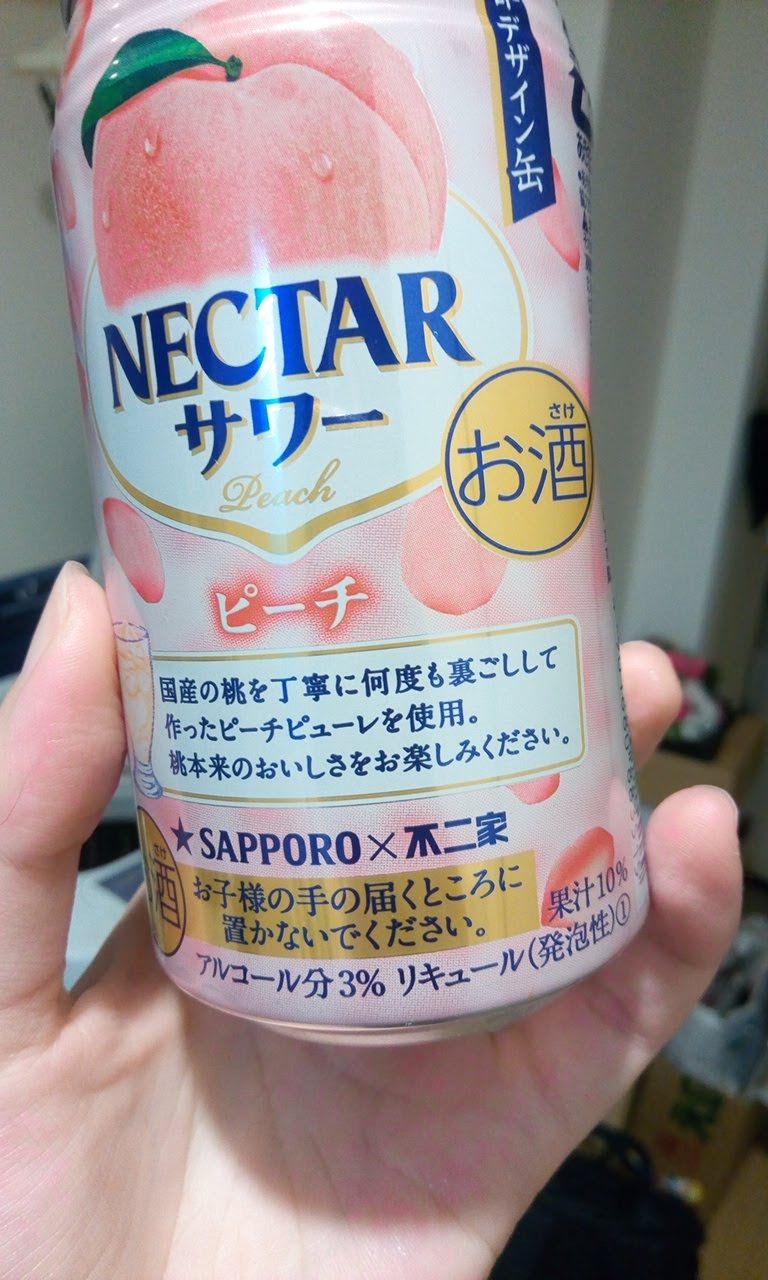 デザイン缶
NECTAR
サワー
Peach
さけ
お酒
ピーチ
国産の桃を丁寧に何度も裏ごしして
作ったピーチピューレを使用。
桃本来のおいしさをお楽しみください。
★SAPPORO×不二家
さけ
酒
お子様の手の届くところに
置かないでください。
果汁10%
アルコール分3% リキュール(発泡性)①